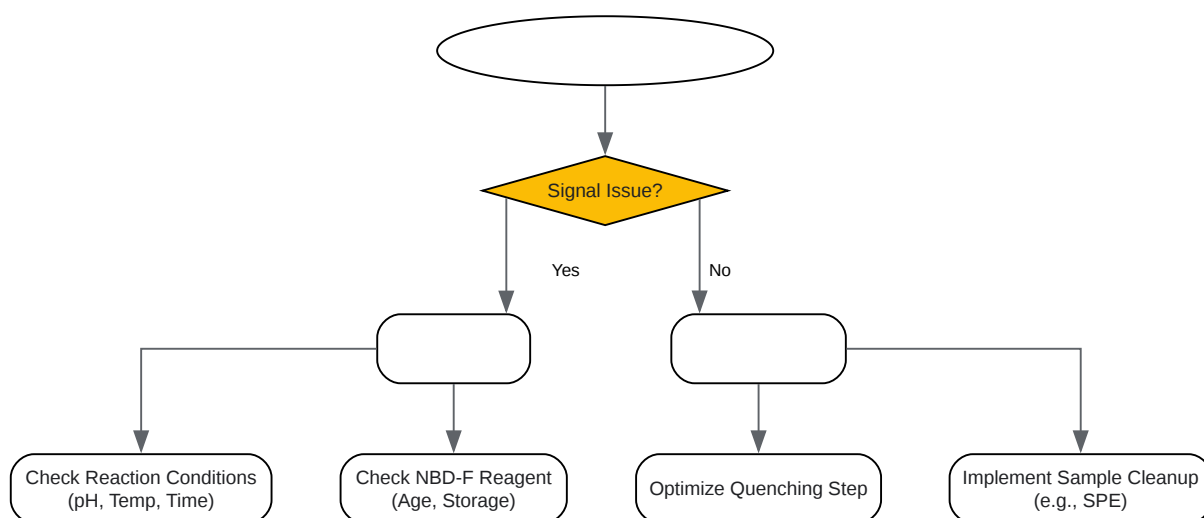 Signal Issue?
Yes
No
Check Reaction Conditions
(pH, Temp, Time)
Check NBD-F Reagent
(Age, Storage)
Optimize Quenching Step
Implement Sample Cleanup
(e.g., SPE)